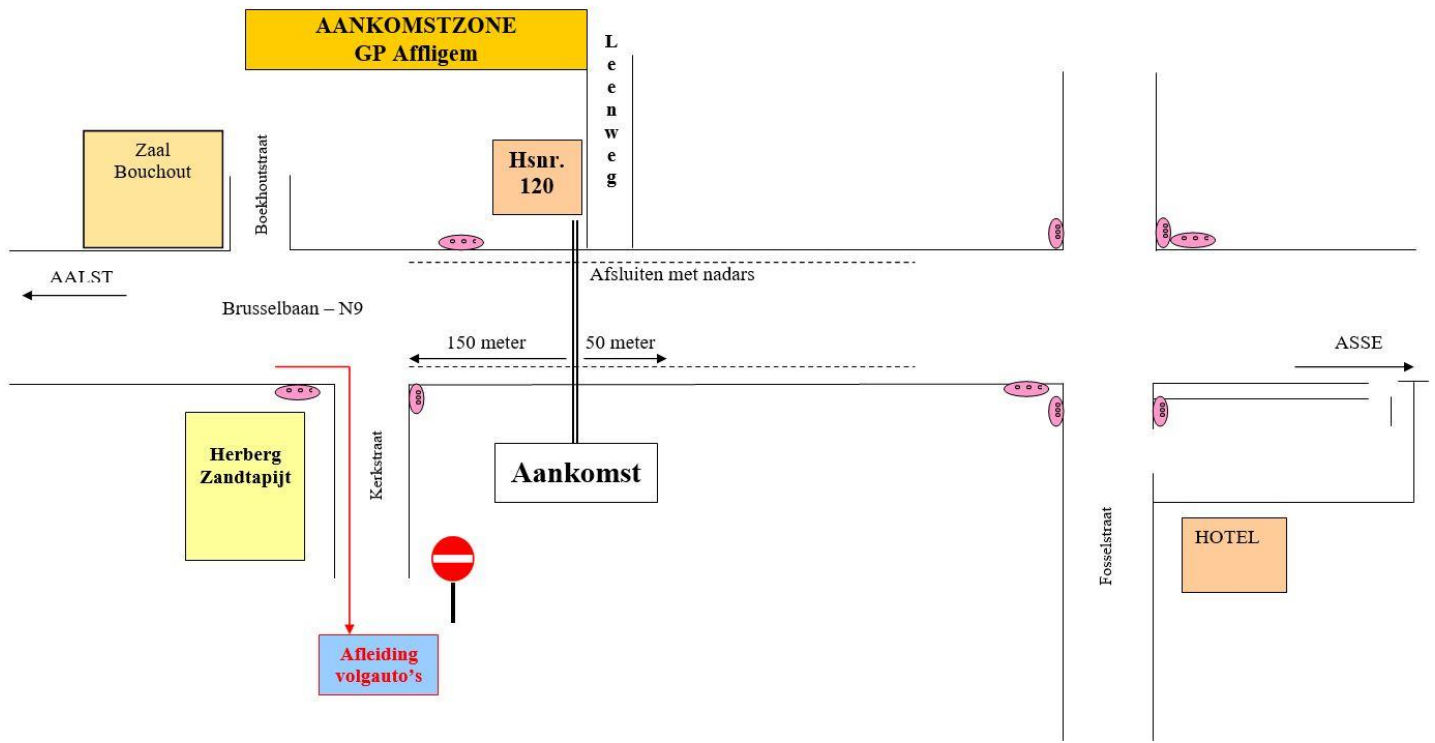 AANKOMSTZONE
GP Affligem
Leenweg
Zaal
Bouchout
Boekhoutstraat
Hsnr.
120
AALST
Afsluiten met nadars
Brusselbaan – N9
150 meter
50 meter
ASSE
Herberg
Zandtapijt
Kerkstraat
Aankomst
Fosselstraat
HOTEL
Afleiding
volgauto’s